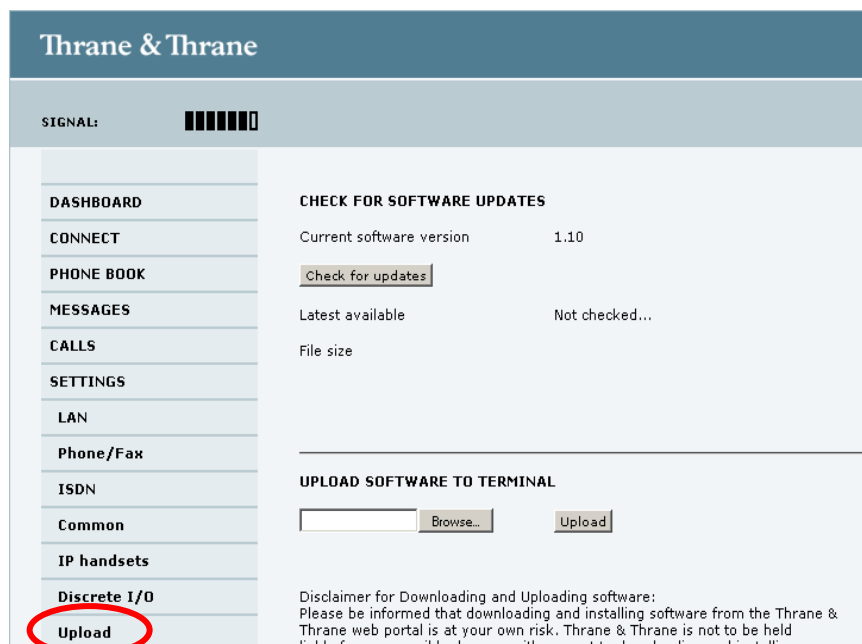 Thrane & Thrane
SIGNAL:
DASHBOARD
CONNECT
PHONE BOOK
MESSAGES
CALLS
SETTINGS
LAN
Phone/Fax
ISDN
Common
IP handsets
Discrete I/O
Upload
CHECK FOR SOFTWARE UPDATES
Current software version 1.10
Check for updates
Latest available Not checked...
File size
UPLOAD SOFTWARE TO TERMINAL
Browse... Upload
Disclaimer for Downloading and Uploading software:
Please be informed that downloading and installing software from the Thrane &
Thrane web portal is at your own risk. Thrane & Thrane is not to be held